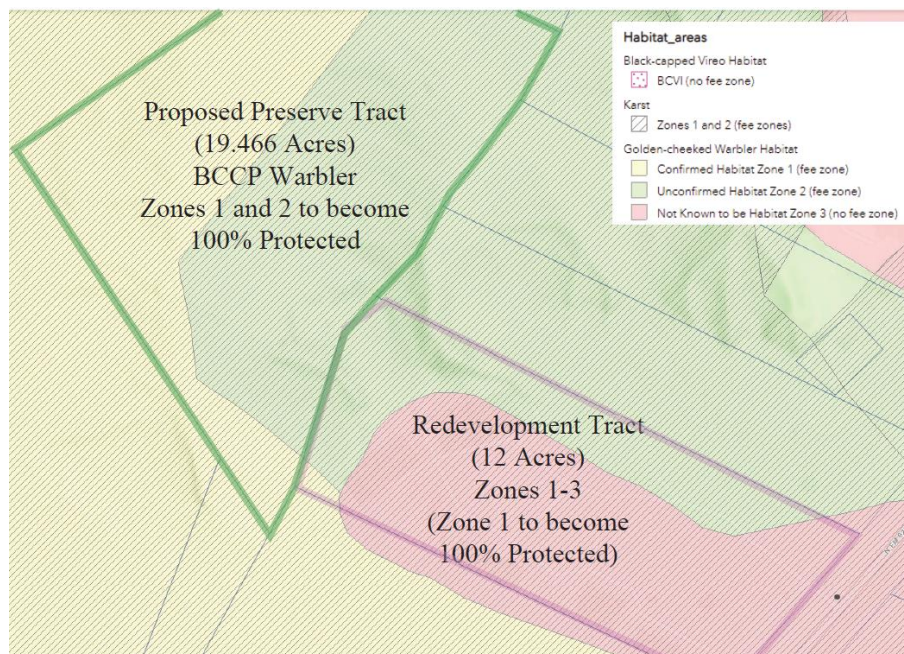 Habitat_areas
Black-capped Vireo Habitat
BCVI (no fee zone)
Karst
Zones 1 and 2 (fee zones)
Golden-cheeked Warbler Habitat
Confirmed Habitat Zone 1 (fee zone)
Unconfirmed Habitat Zone 2 (fee zone)
Not Known to be Habitat Zone 3 (no fee zone)
Proposed Preserve Tract
(19.466 Acres)
BCCP Warbler
Zones 1 and 2 to become
100% Protected
Redevelopment Tract
(12 Acres)
Zones 1-3
(Zone 1 to become
100% Protected)